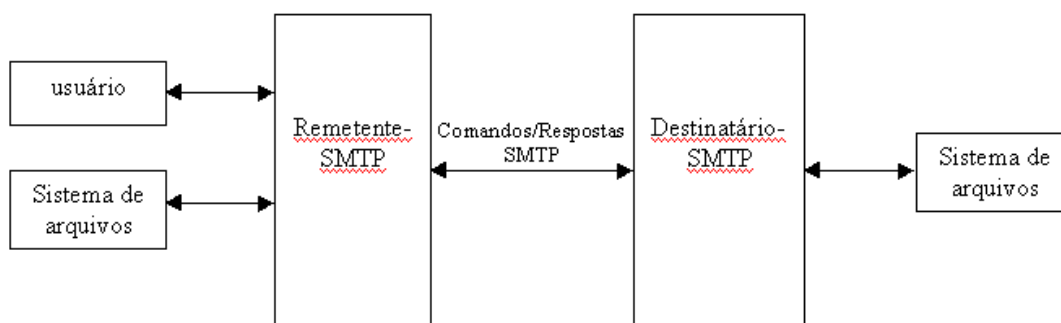 usuário
Sistema de
arquivos
Remetente-
SMTP
Comandos/Respostas
SMTP
Destinatário-
SMTP
Sistema de
arquivos